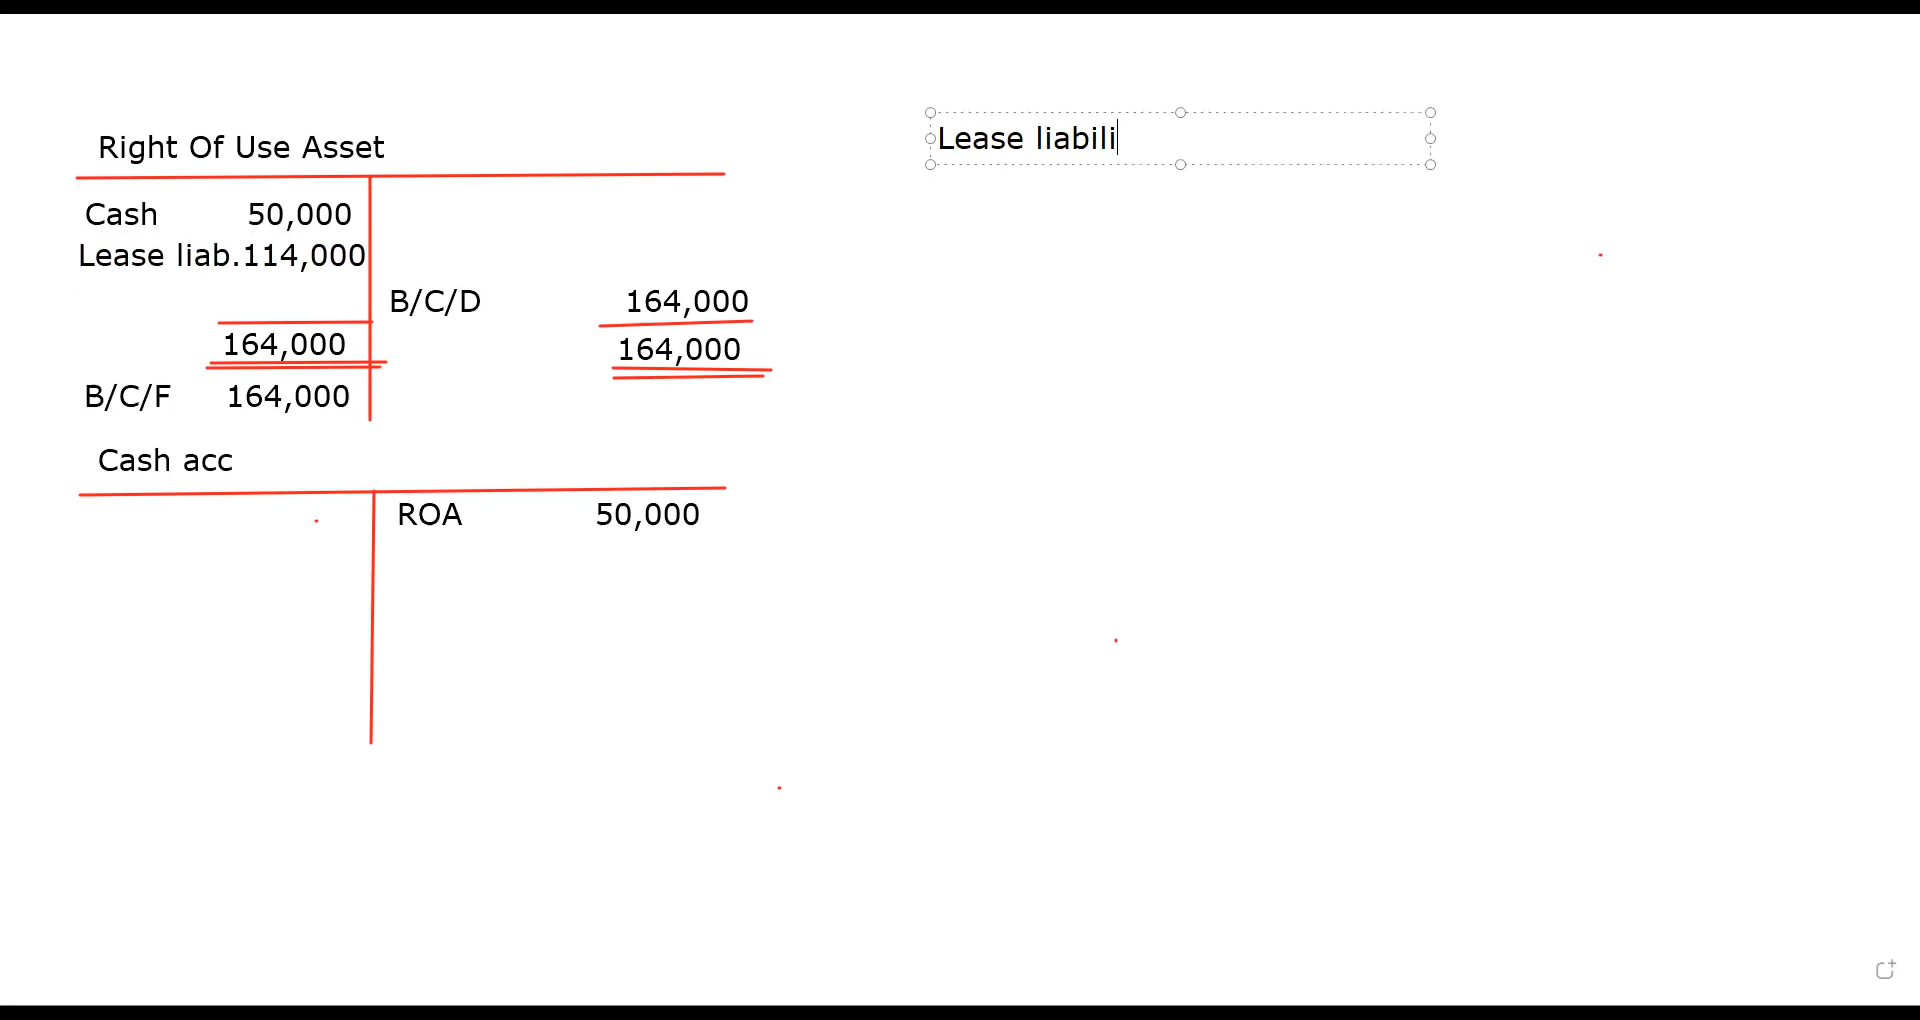 Right Of Use Asset
Cash 50,000
Lease liab.114,000
B/C/D 164,000
164,000 164,000
B/C/F 164,000
Cash acc
ROA 50,000
Lease liabili